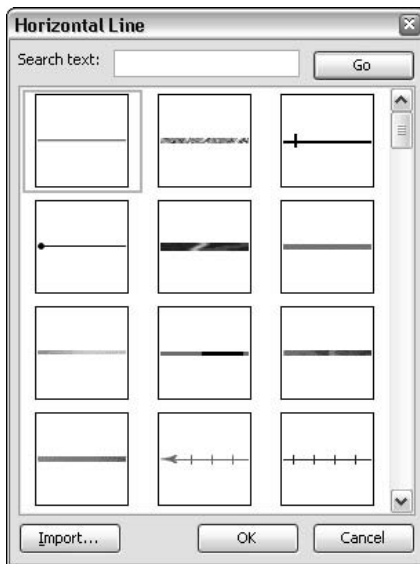 Horizontal Line
Search text:
Go
Import...
OK
Cancel